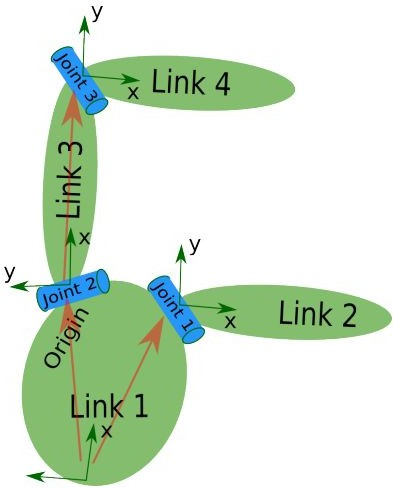 y
Joint 3
x
Link 4
Link 3
x
y
Joint 2
y
Joint 1
x
Link 2
Origin
Link 1
x